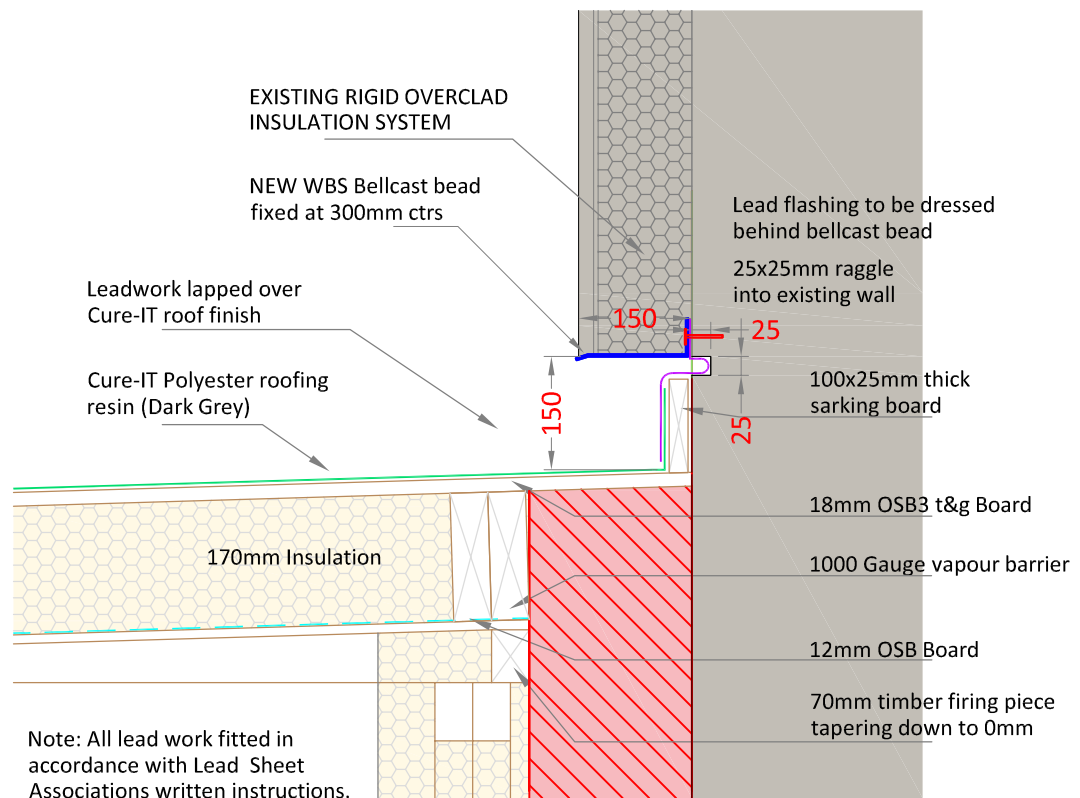 EXISTING RIGID OVERCLAD
INSULATION SYSTEM
NEW WBS Bellcast bead
fixed at 300mm ctrs
Lead flashing to be dressed
behind bellcast bead
25x25mm raggle
into existing wall
Leadwork lapped over
Cure-IT roof finish
150
25
Cure-IT Polyester roofing
resin (Dark Grey)
100x25mm thick
sarking board
150
25
18mm OSB3 t&g Board
170mm Insulation
1000 Gauge vapour barrier
12mm OSB Board
70mm timber firing piece
tapering down to 0mm
Note: All lead work fitted in
accordance with Lead Sheet
Associations written instructions.